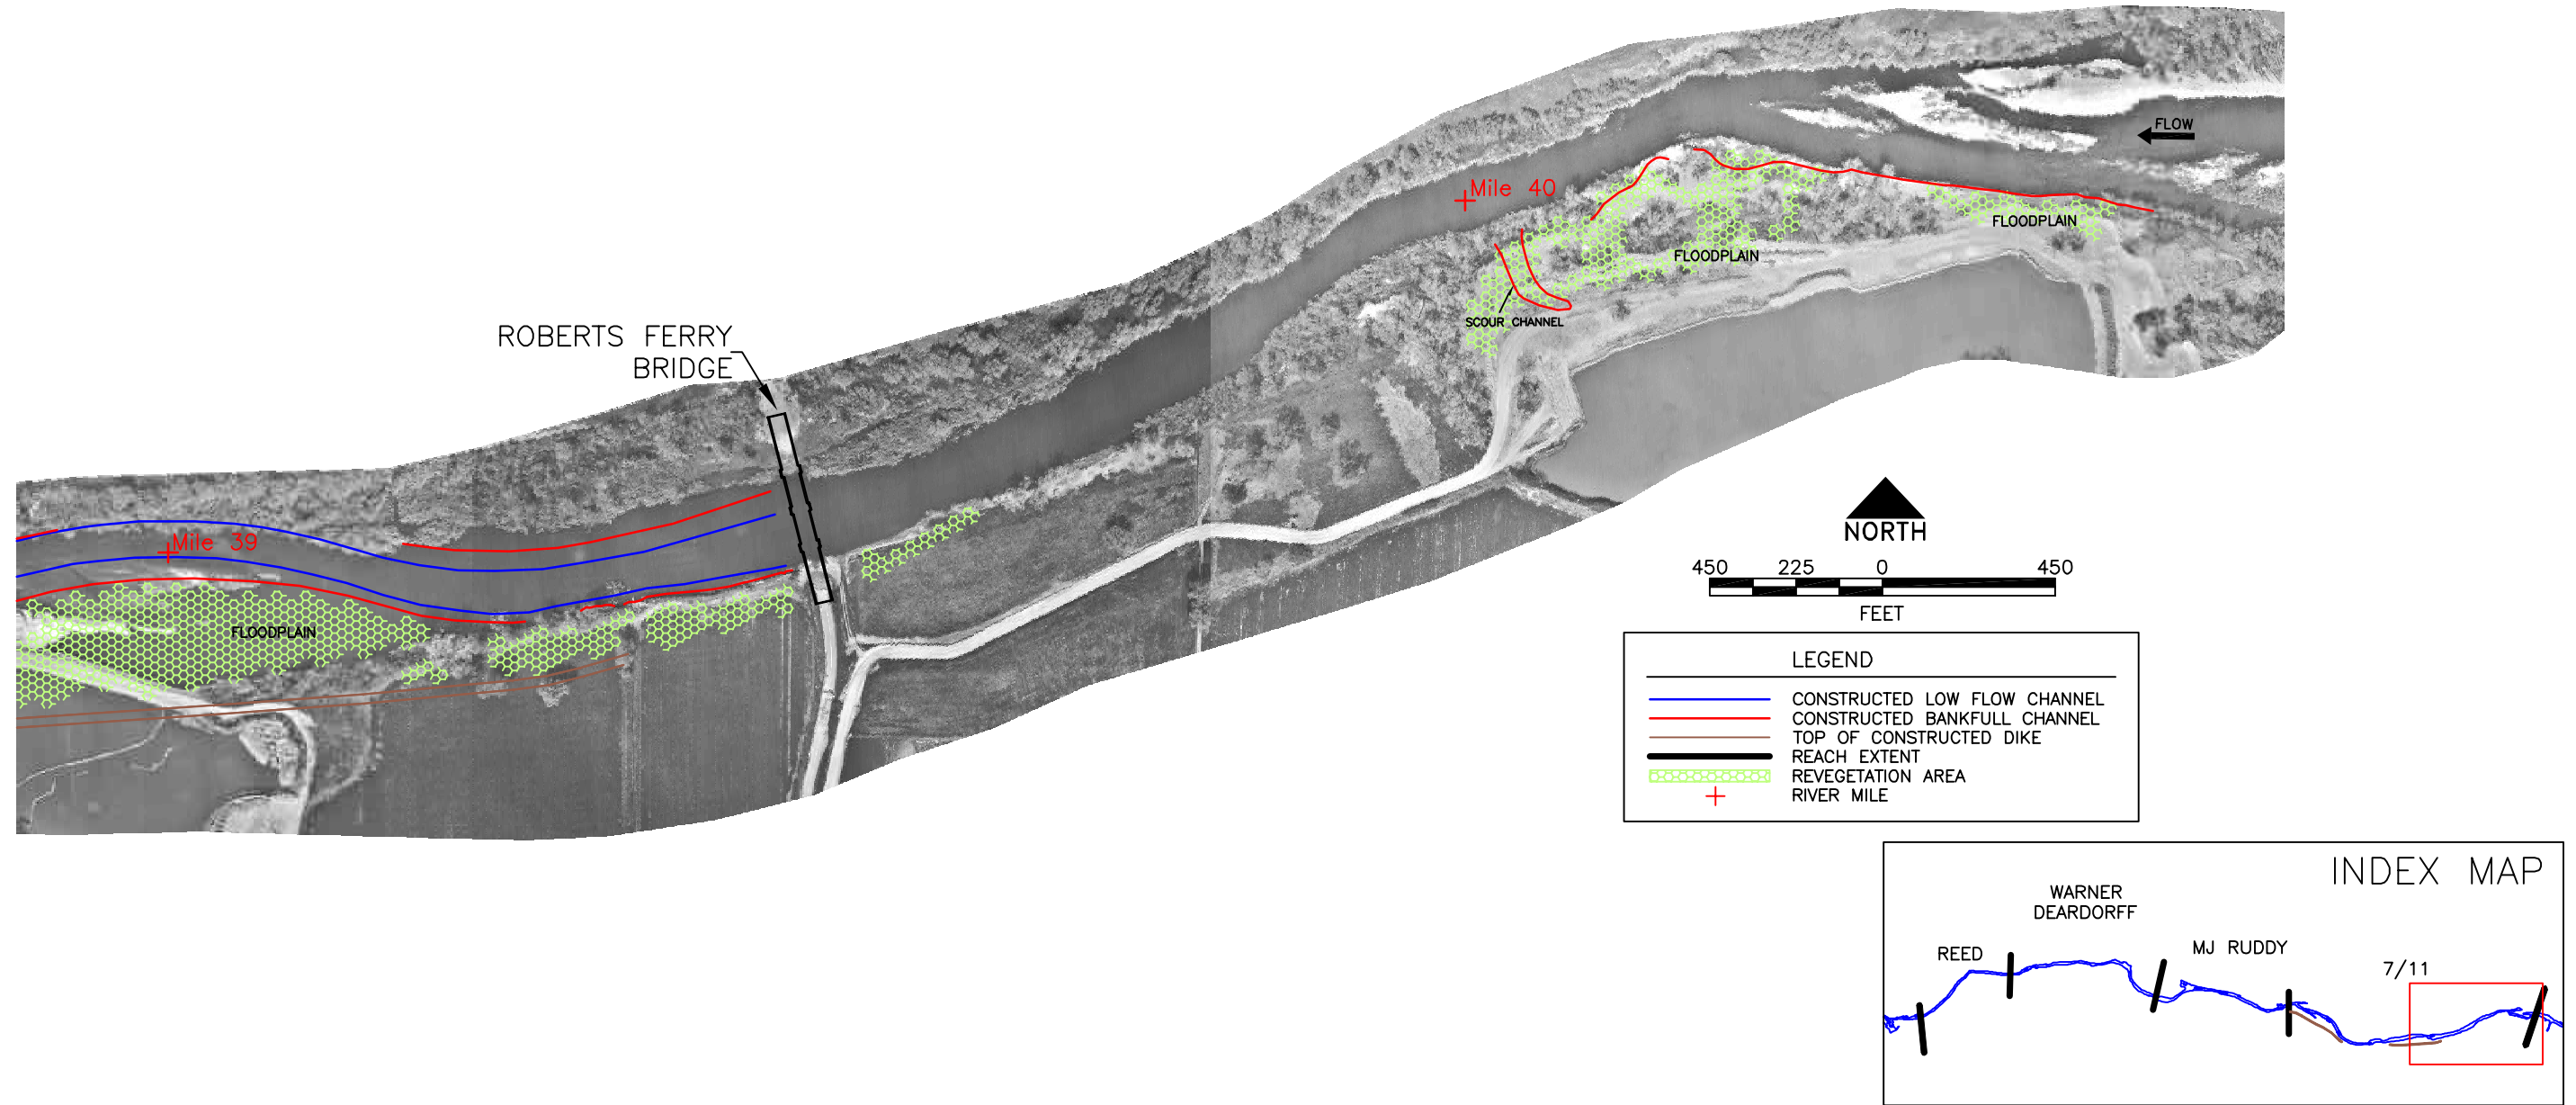 FLOW
Mile 40
FLOODPLAIN
FLOODPLAIN
SCOUR CHANNEL
ROBERTS FERRY
BRIDGE
Mile 39
FLOODPLAIN
NORTH
450 225 0 450
FEET
LEGEND
CONSTRUCTED LOW FLOW CHANNEL
CONSTRUCTED BANKFULL CHANNEL
TOP OF CONSTRUCTED DIKE
REACH EXTENT
REVEGETATION AREA
RIVER MILE
INDEX MAP
WARNER
DEARDORFF
REED
MJ RUDDY
7/11